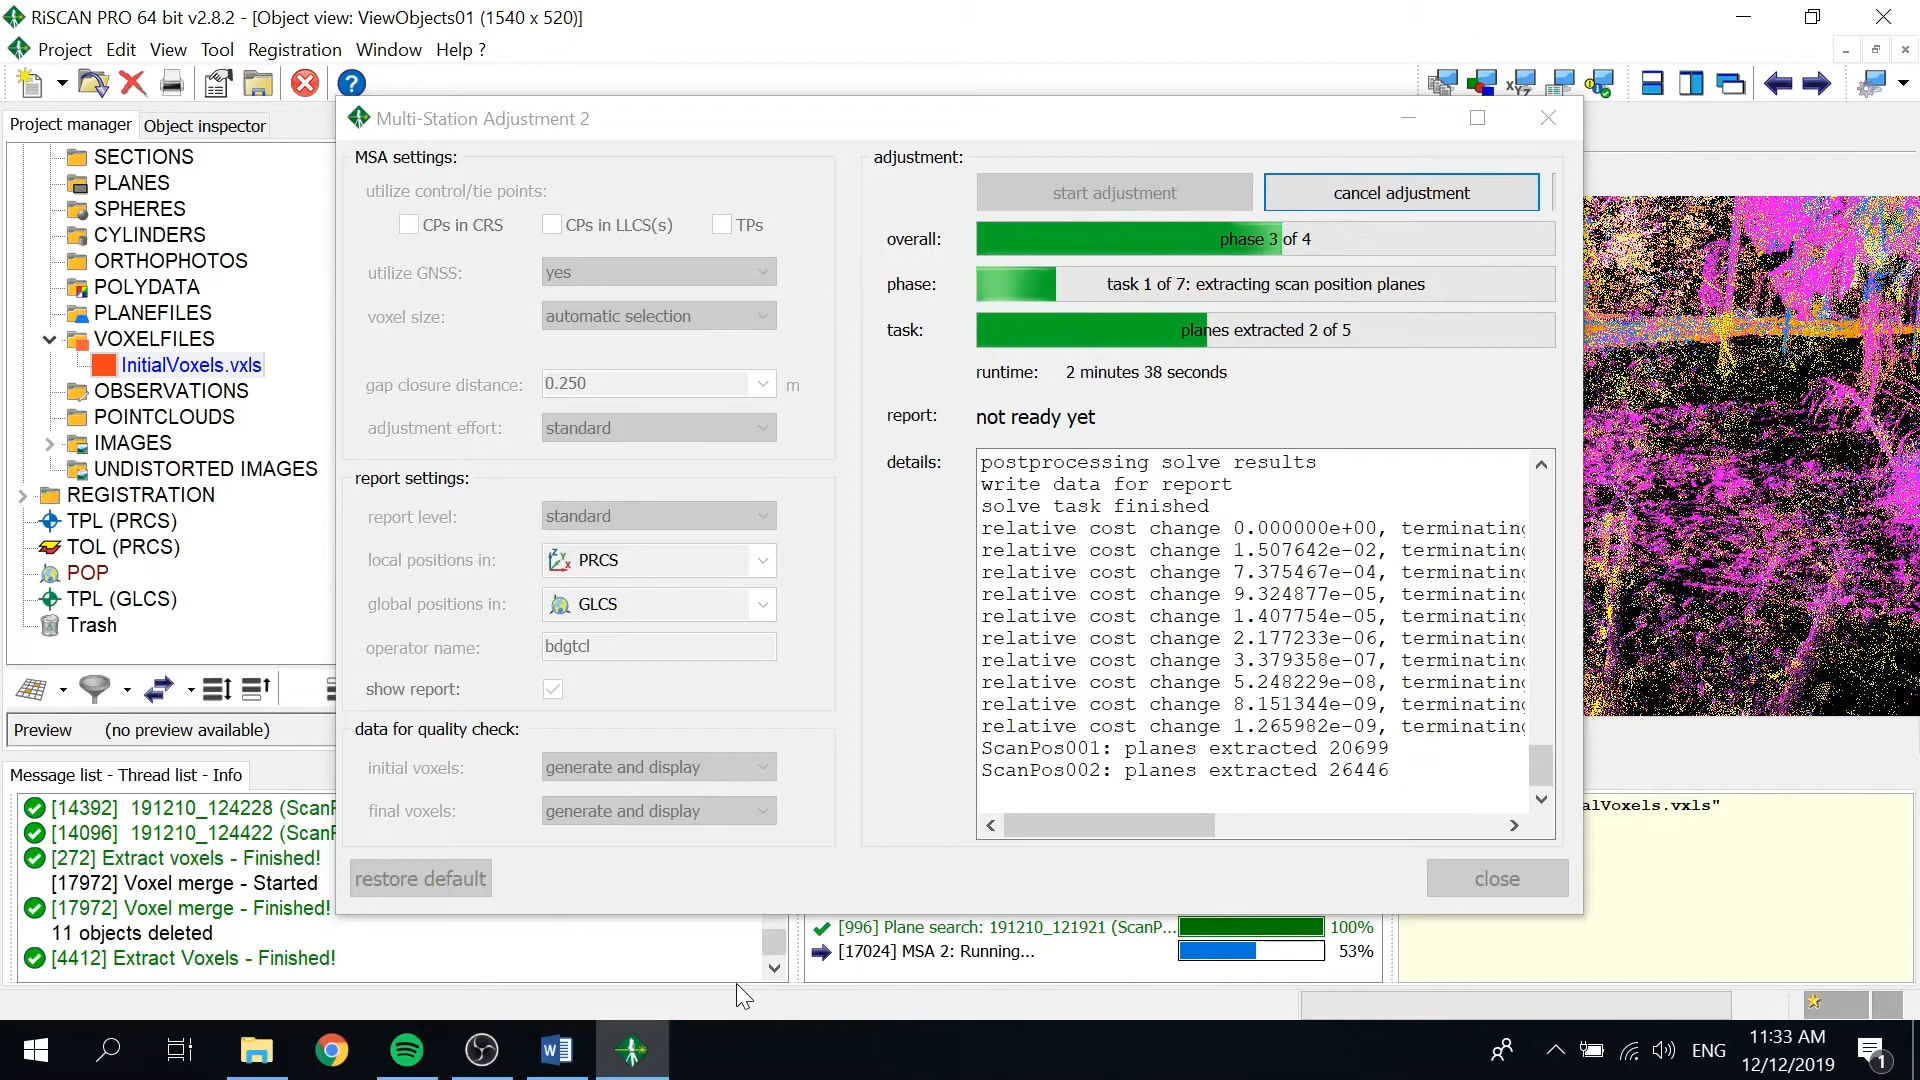 RiSCAN PRO 64 bit v2.8.2 - [Object view: ViewObjects01 (1540 x 520)]
Project Edit View Tool Registration Window Help ?
Project manager Object inspector
SECTIONS
PLANES
SPHERES
CYLINDERS
ORTHOPHOTOS
POLYDATA
PLANEFILES
VOXELFILES
InitialVoxels.vxls
OBSERVATIONS
POINTCLOUDS
IMAGES
UNDISTORTED IMAGES
REGISTRATION
TPL (PRCS)
TOL (PRCS)
POP
TPL (GLCS)
Trash
Preview (no preview available)
Message list - Thread list - Info
[14392] 191210_124228 (ScanP
[14096] 191210_124422 (ScanP
[272] Extract voxels - Finished!
[17972] Voxel merge - Started
[17972] Voxel merge - Finished!
11 objects deleted
[4412] Extract Voxels - Finished!
Multi-Station Adjustment 2
MSA settings:
utilize control/tie points:
CPs in CRS CPs in LLCS(s) TPs
utilize GNSS: yes
voxel size: automatic selection
gap closure distance: 0.250 m
adjustment effort: standard
report settings:
report level: standard
local positions in: PRCS
global positions in: GLCS
operator name: bdgtcl
show report:
data for quality check:
initial voxels: generate and display
final voxels: generate and display
restore default
adjustment:
start adjustment cancel adjustment
overall: phase 3 of 4
phase: task 1 of 7: extracting scan position planes
task: planes extracted 2 of 5
runtime: 2 minutes 38 seconds
report: not ready yet
details:
postprocessing solve results
write data for report
solve task finished
relative cost change 0.000000e+00, terminating
relative cost change 1.507642e-02, terminating
relative cost change 7.375467e-04, terminating
relative cost change 9.324877e-05, terminating
relative cost change 1.407754e-05, terminating
relative cost change 2.177233e-06, terminating
relative cost change 3.379358e-07, terminating
relative cost change 5.248229e-08, terminating
relative cost change 8.151344e-09, terminating
relative cost change 1.265982e-09, terminating
ScanPos001: planes extracted 20699
ScanPos002: planes extracted 26446
close
[996] Plane search: 191210_121921 (ScanP... 100%
[17024] MSA 2: Running... 53%
alVoxels.vxls"
ENG
11:33 AM
12/12/2019
1